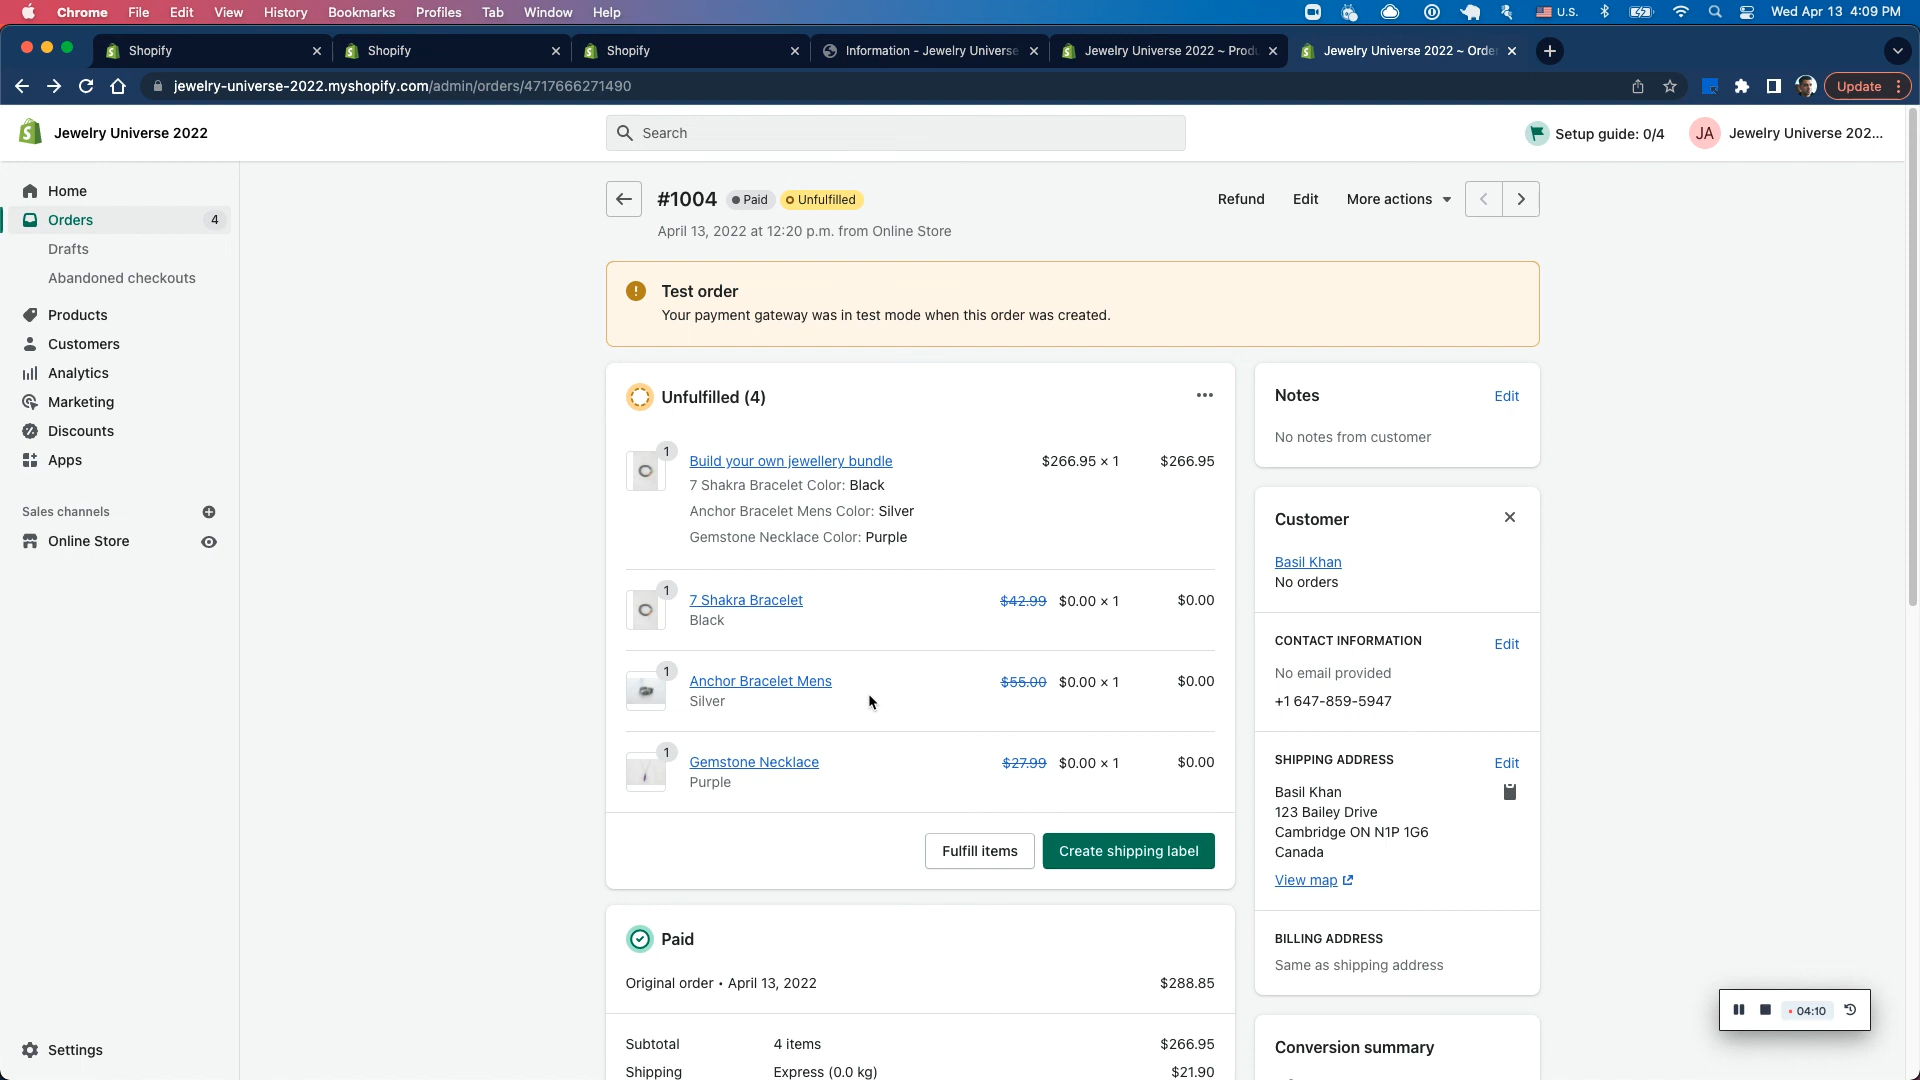 Chrome File Edit View History Bookmarks Profiles Tab Window Help U.S. Wed Apr 13 4:09 PM
Shopify Shopify Shopify Information - Jewelry Universe Jewelry Universe 2022 ~ Produ Jewelry Universe 2022 ~ Order
jewelry-universe-2022.myshopify.com/admin/orders/4717666271490 Update
Jewelry Universe 2022 Search Setup guide: 0/4 JA Jewelry Universe 202...
Home
Orders 4
Drafts
Abandoned checkouts
Products
Customers
Analytics
Marketing
Discounts
Apps
Sales channels
Online Store
Settings
#1004 Paid Unfulfilled Refund Edit More actions
April 13, 2022 at 12:20 p.m. from Online Store
Test order
Your payment gateway was in test mode when this order was created.
Unfulfilled (4)
1
Build your own jewellery bundle $266.95 × 1 $266.95
7 Shakra Bracelet Color: Black
Anchor Bracelet Mens Color: Silver
Gemstone Necklace Color: Purple
1
7 Shakra Bracelet $42.99 $0.00 × 1 $0.00
Black
1
Anchor Bracelet Mens $55.00 $0.00 × 1 $0.00
Silver
1
Gemstone Necklace $27.99 $0.00 × 1 $0.00
Purple
Fulfill items Create shipping label
Paid
Original order • April 13, 2022 $288.85
Subtotal 4 items $266.95
Shipping Express (0.0 kg) $21.90
Notes Edit
No notes from customer
Customer
Basil Khan
No orders
CONTACT INFORMATION Edit
No email provided
+1 647-859-5947
SHIPPING ADDRESS Edit
Basil Khan
123 Bailey Drive
Cambridge ON N1P 1G6
Canada
View map
BILLING ADDRESS
Same as shipping address
Conversion summary
04:10